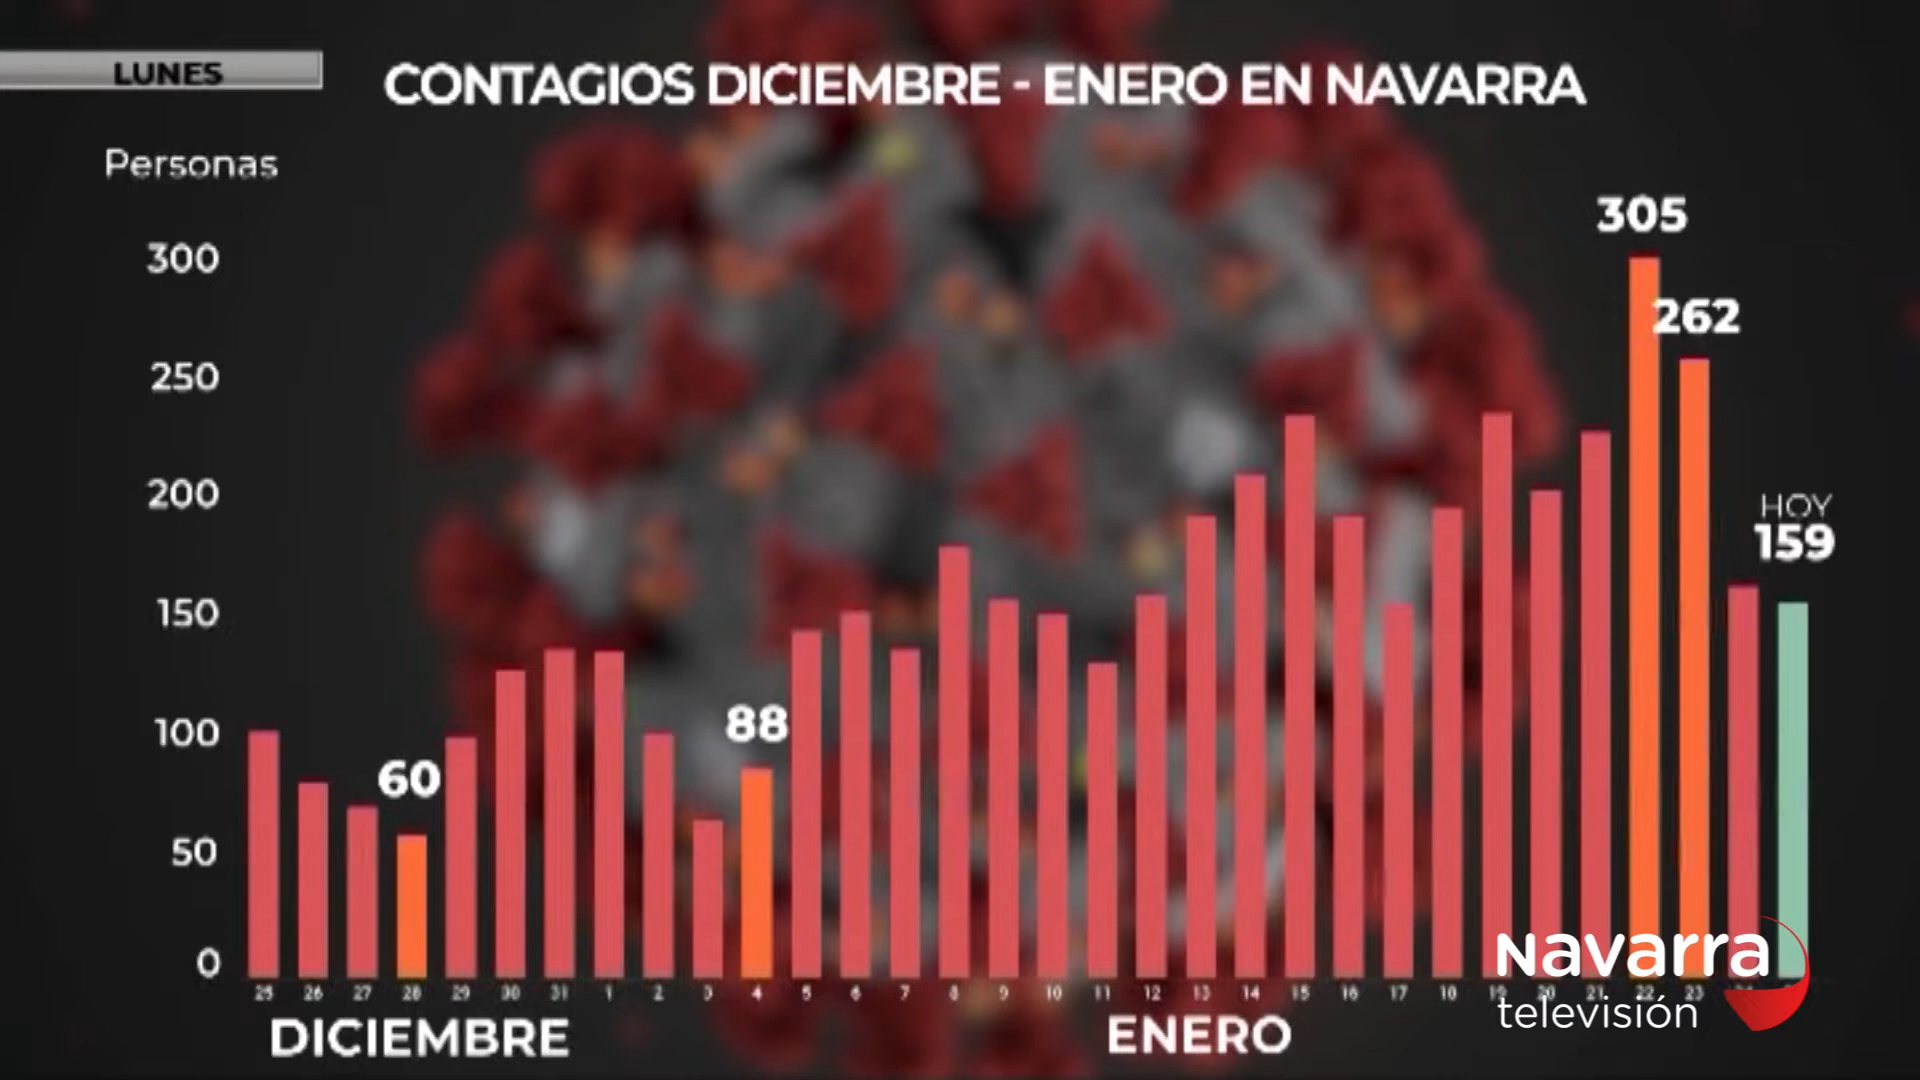 LUNES
CONTAGIOS DICIEMBRE - ENERO EN NAVARRA
Personas
300
250
200
150
100
50
0
60
88
305
262
HOY
159
25 26 27 28 29 30 31 1 2 3 4 5 6 7 8 9 10 11 12 13 14 15 16 17 18 19 20 21 22 23
DICIEMBRE
ENERO
Navarra
televisión